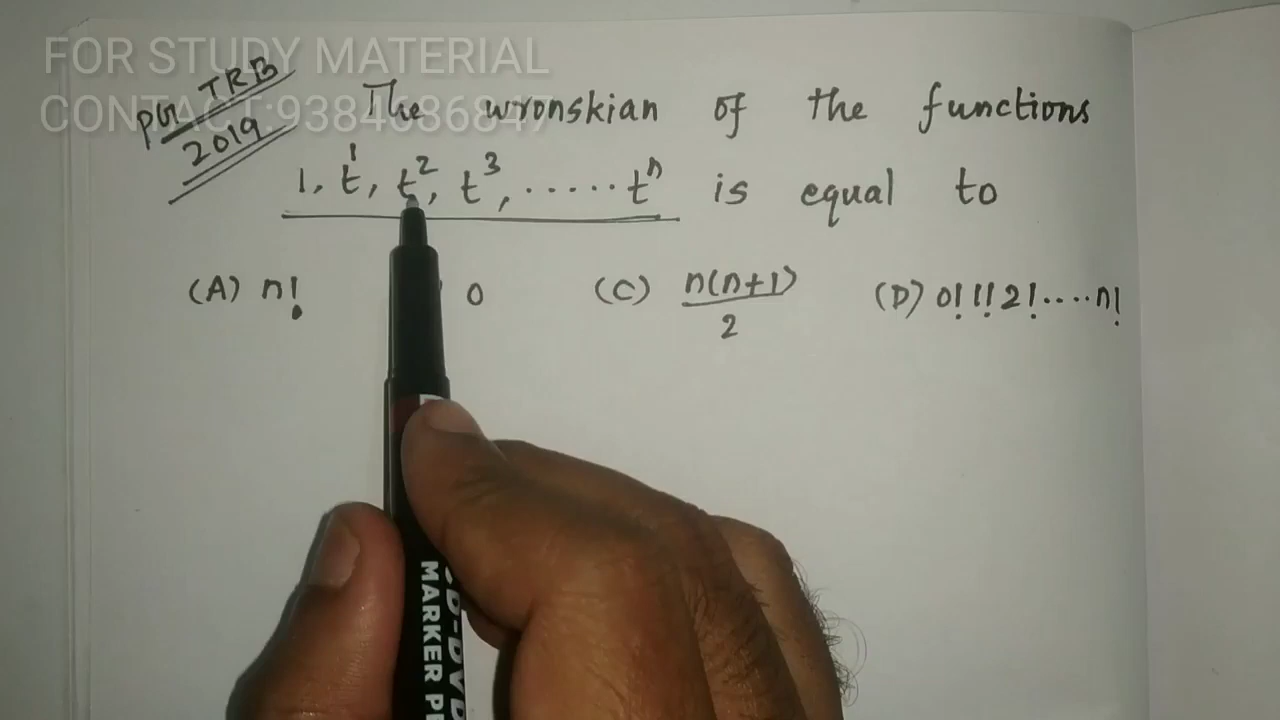 FOR STUDY MATERIAL
CONTACT:9384686847
PG TRB
2019
The wronskian of the functions
1, t¹, t², t³, ..... tⁿ is equal to
(A) n! 0 (C) n(n+1)/2 (D) 0! 1! 2! .... n!
MARKER